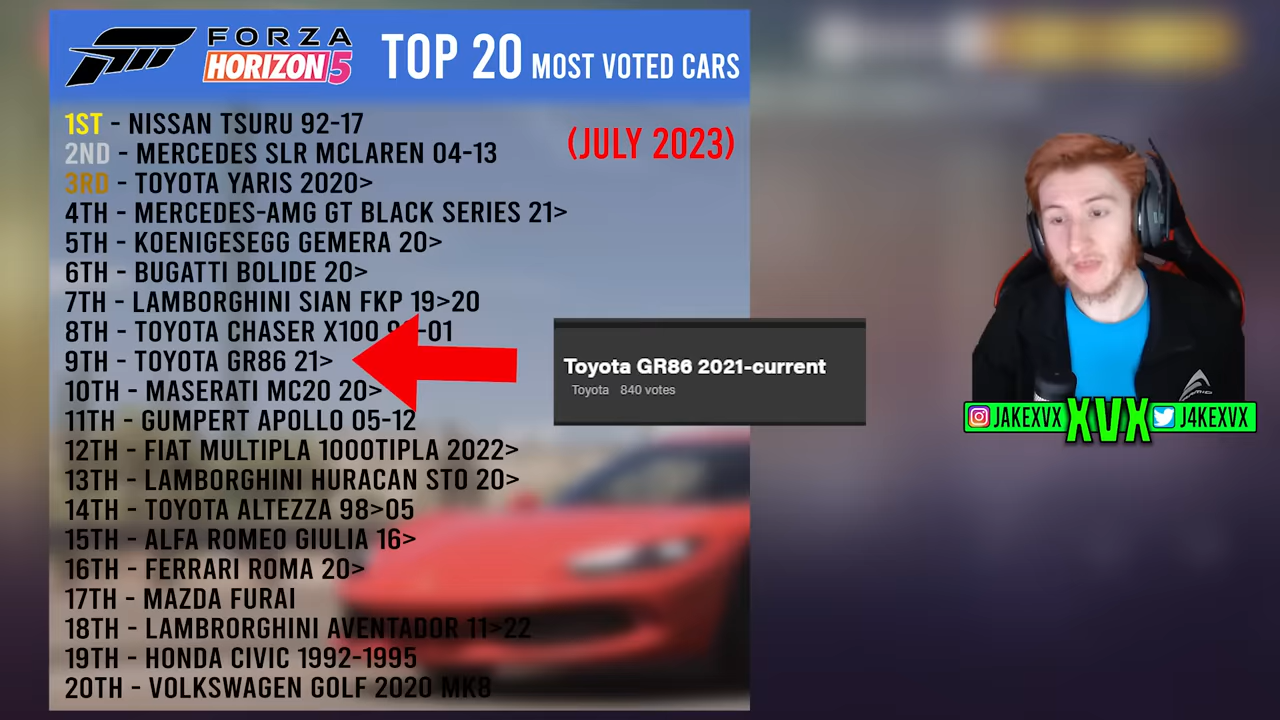 FORZA
HORIZON 5
TOP 20 MOST VOTED CARS
(JULY 2023)
1ST - NISSAN TSURU 92-17
2ND - MERCEDES SLR MCLAREN 04-13
3RD - TOYOTA YARIS 2020>
4TH - MERCEDES-AMG GT BLACK SERIES 21>
5TH - KOENIGESEGG GEMERA 20>
6TH - BUGATTI BOLIDE 20>
7TH - LAMBORGHINI SIAN FKP 19>20
8TH - TOYOTA CHASER X100 9 -01
9TH - TOYOTA GR86 21>
10TH - MASERATI MC20 20>
11TH - GUMPERT APOLLO 05-12
12TH - FIAT MULTIPLA 1000TIPLA 2022>
13TH - LAMBORGHINI HURACAN STO 20>
14TH - TOYOTA ALTEZZA 98>05
15TH - ALFA ROMEO GIULIA 16>
16TH - FERRARI ROMA 20>
17TH - MAZDA FURAI
18TH - LAMBRORGHINI AVENTADOR 11>22
19TH - HONDA CIVIC 1992-1995
20TH - VOLKSWAGEN GOLF 2020 MK8
Toyota GR86 2021-current
Toyota 840 votes
JAKEXVX XVX J4KEXVX